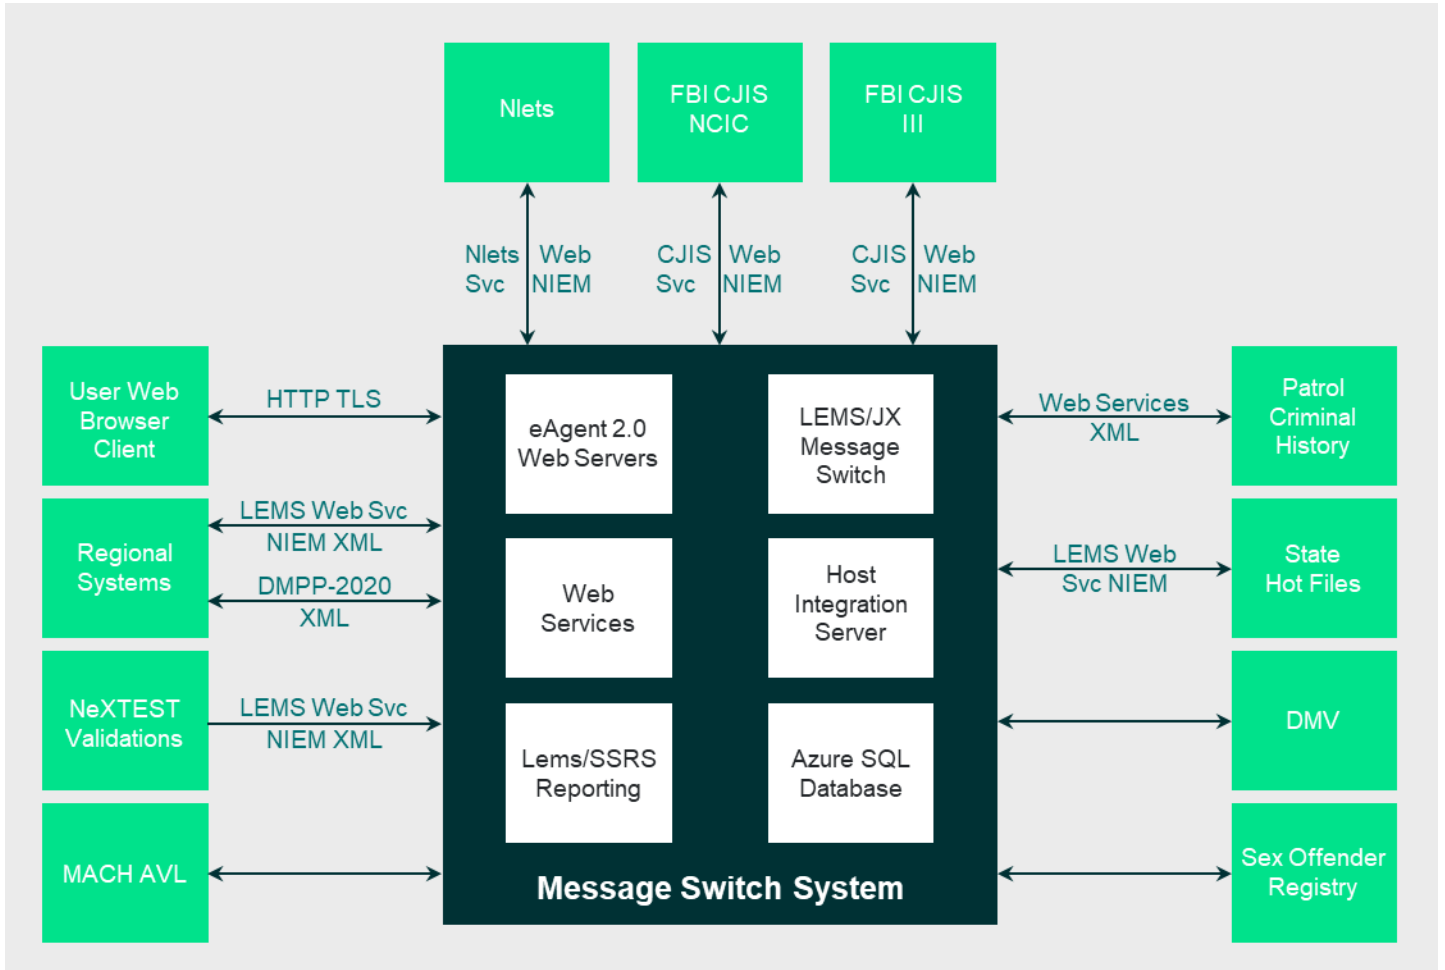 Nlets
FBI CJIS
NCIC
FBI CJIS
III
Nlets Web
Svc NIEM
CJIS Web
Svc NIEM
CJIS Web
Svc NIEM
User Web
Browser
Client
HTTP TLS
Regional
Systems
LEMS Web Svc
NIEM XML
DMPP-2020
XML
NeXTEST
Validations
LEMS Web Svc
NIEM XML
MACH AVL
eAgent 2.0
Web Servers
LEMS/JX
Message
Switch
Web
Services
Host
Integration
Server
Lems/SSRS
Reporting
Azure SQL
Database
Message Switch System
Web Services
XML
Patrol
Criminal
History
LEMS Web
Svc NIEM
State
Hot Files
DMV
Sex Offender
Registry